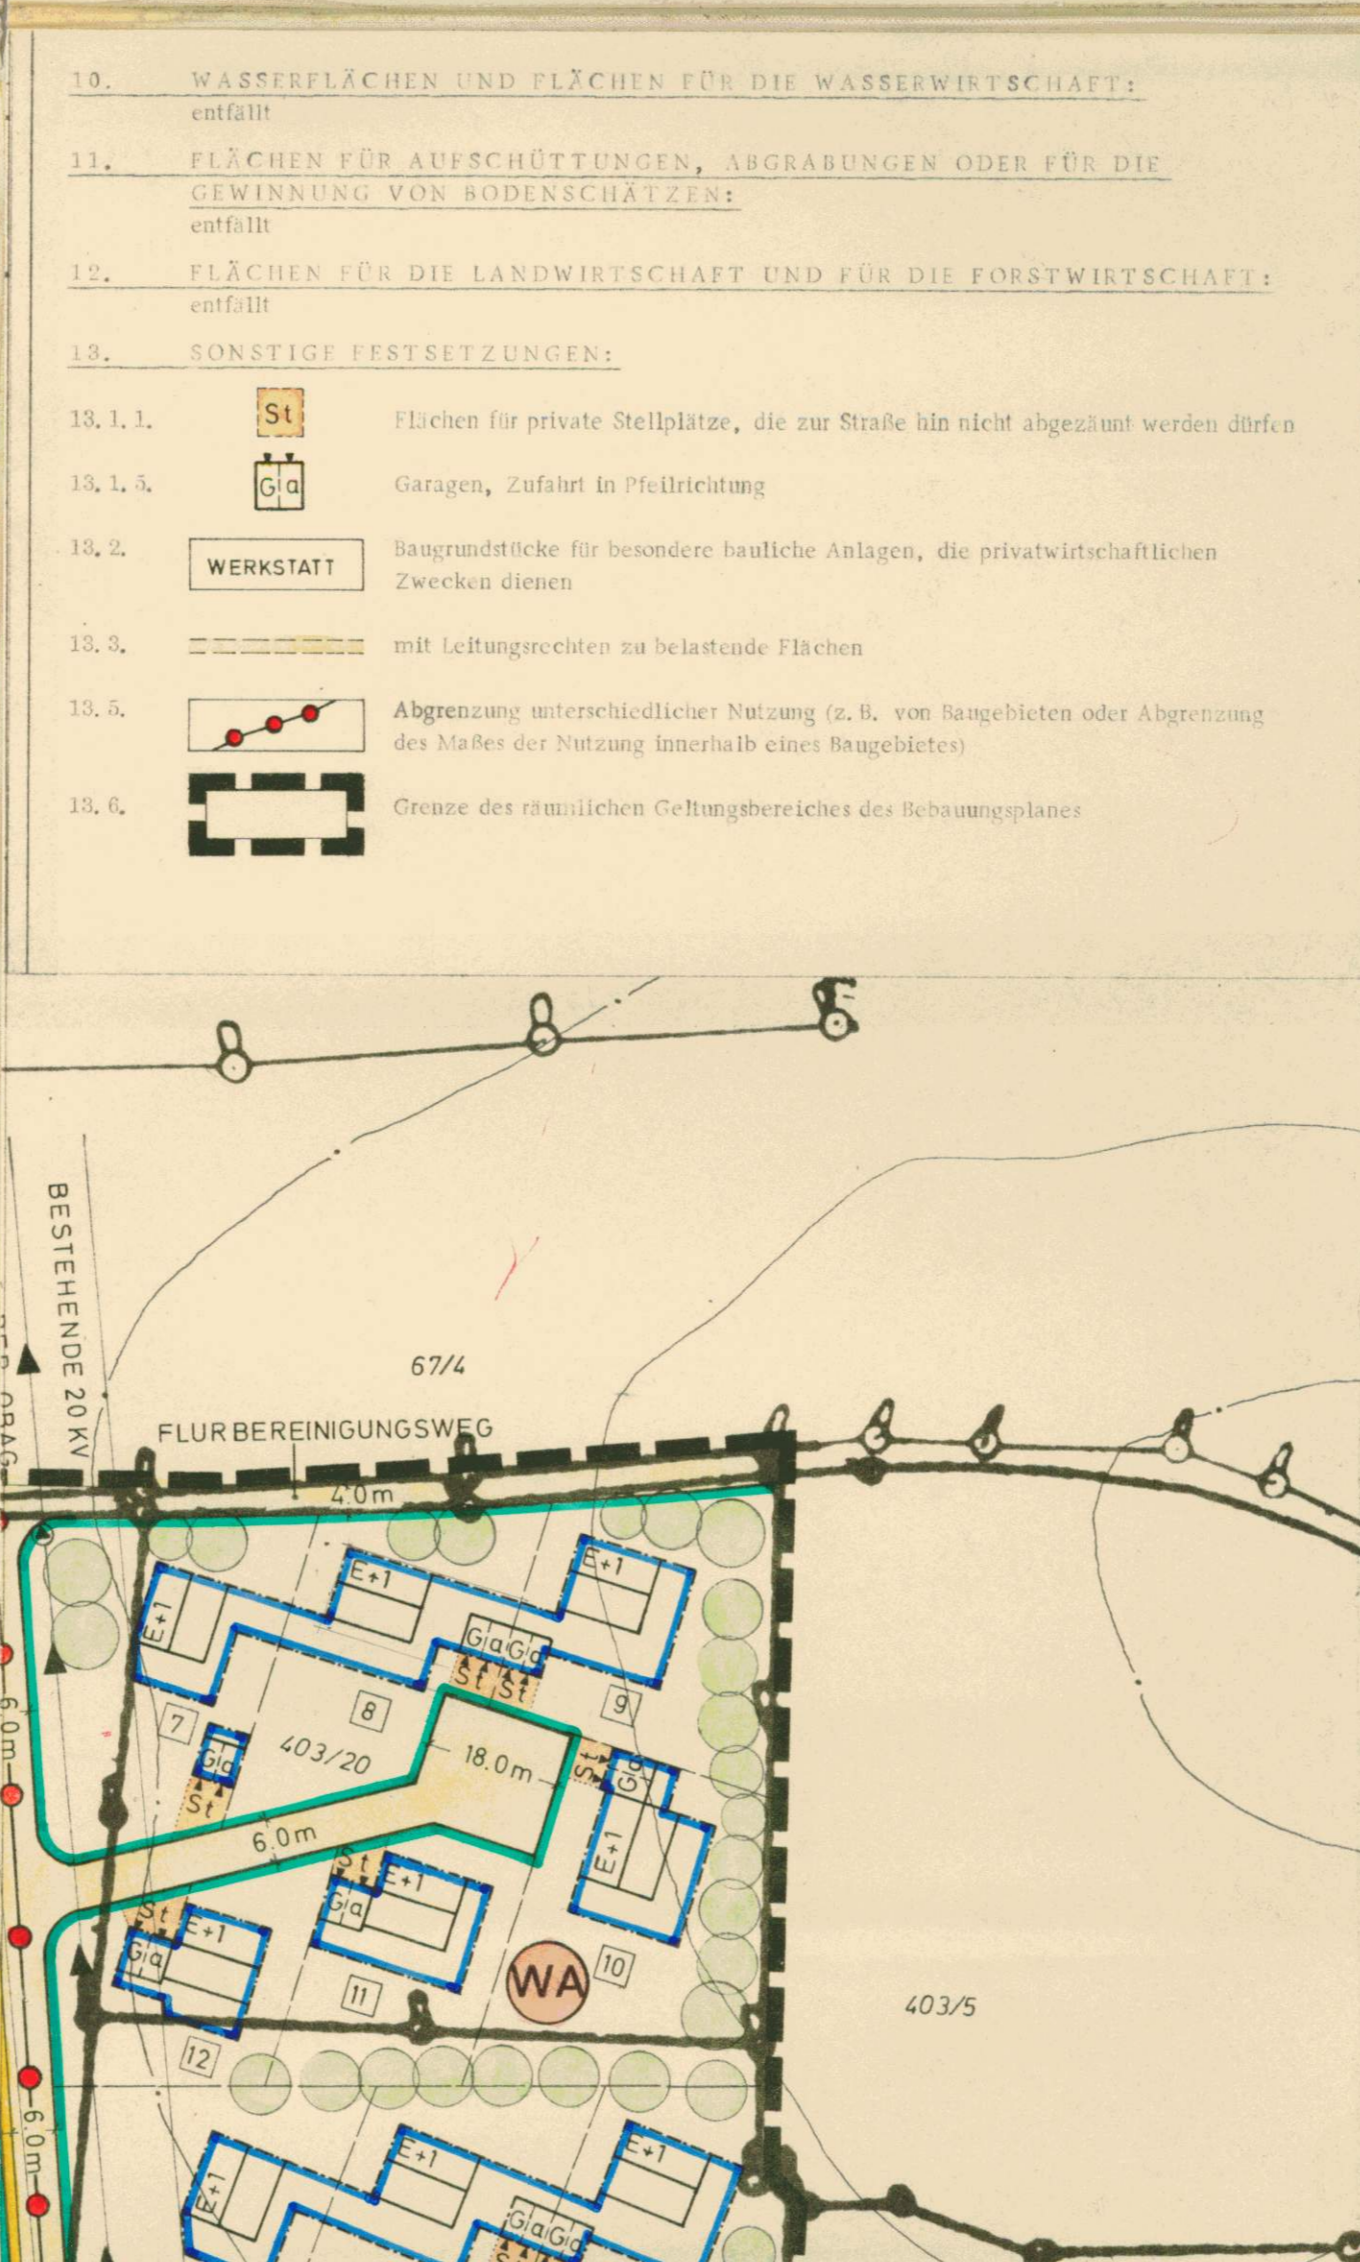 10. WASSERFLÄCHEN UND FLÄCHEN FÜR DIE WASSERWIRTSCHAFT:
entfällt
11. FLÄCHEN FÜR AUFSCHÜTTUNGEN, ABGRABUNGEN ODER FÜR DIE
GEWINNUNG VON BODENSCHÄTZEN:
entfällt
12. FLÄCHEN FÜR DIE LANDWIRTSCHAFT UND FÜR DIE FORSTWIRTSCHAFT:
entfällt
13. SONSTIGE FESTSETZUNGEN:
13.1.1. St Flächen für private Stellplätze, die zur Straße hin nicht abgezäunt werden dürfen
13.1.5. Ga Garagen, Zufahrt in Pfeilrichtung
13.2. WERKSTATT Baugrundstücke für besondere bauliche Anlagen, die privatwirtschaftlichen
Zwecken dienen
13.3. mit Leitungsrechten zu belastende Flächen
13.5. Abgrenzung unterschiedlicher Nutzung (z. B. von Baugebieten oder Abgrenzung
des Maßes der Nutzung innerhalb eines Baugebietes)
13.6. Grenze des räumlichen Geltungsbereiches des Bebauungsplanes
BESTEHENDE 20 KV
OBAG
67/4
FLURBEREINIGUNGSWEG
4.0m
E+1
E+1
E+1
Ga Ga
St St
7
8
9
403/20
18.0m
Ga
St
St
Ga
6.0m
6.0m
E+1
St
E+1
Ga
St
E+1
Ga
WA
10
11
12
403/5
6.0m
E+1
E+1
E+1
Ga Ga